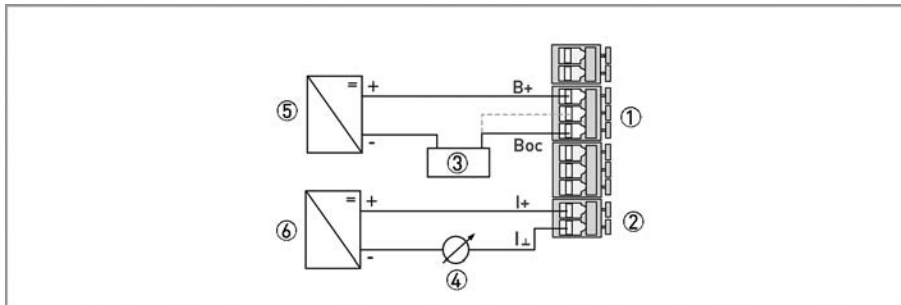 = + B+
⑤ ①
- Boc
③
= + I+
⑥ ②
- I⊥
④